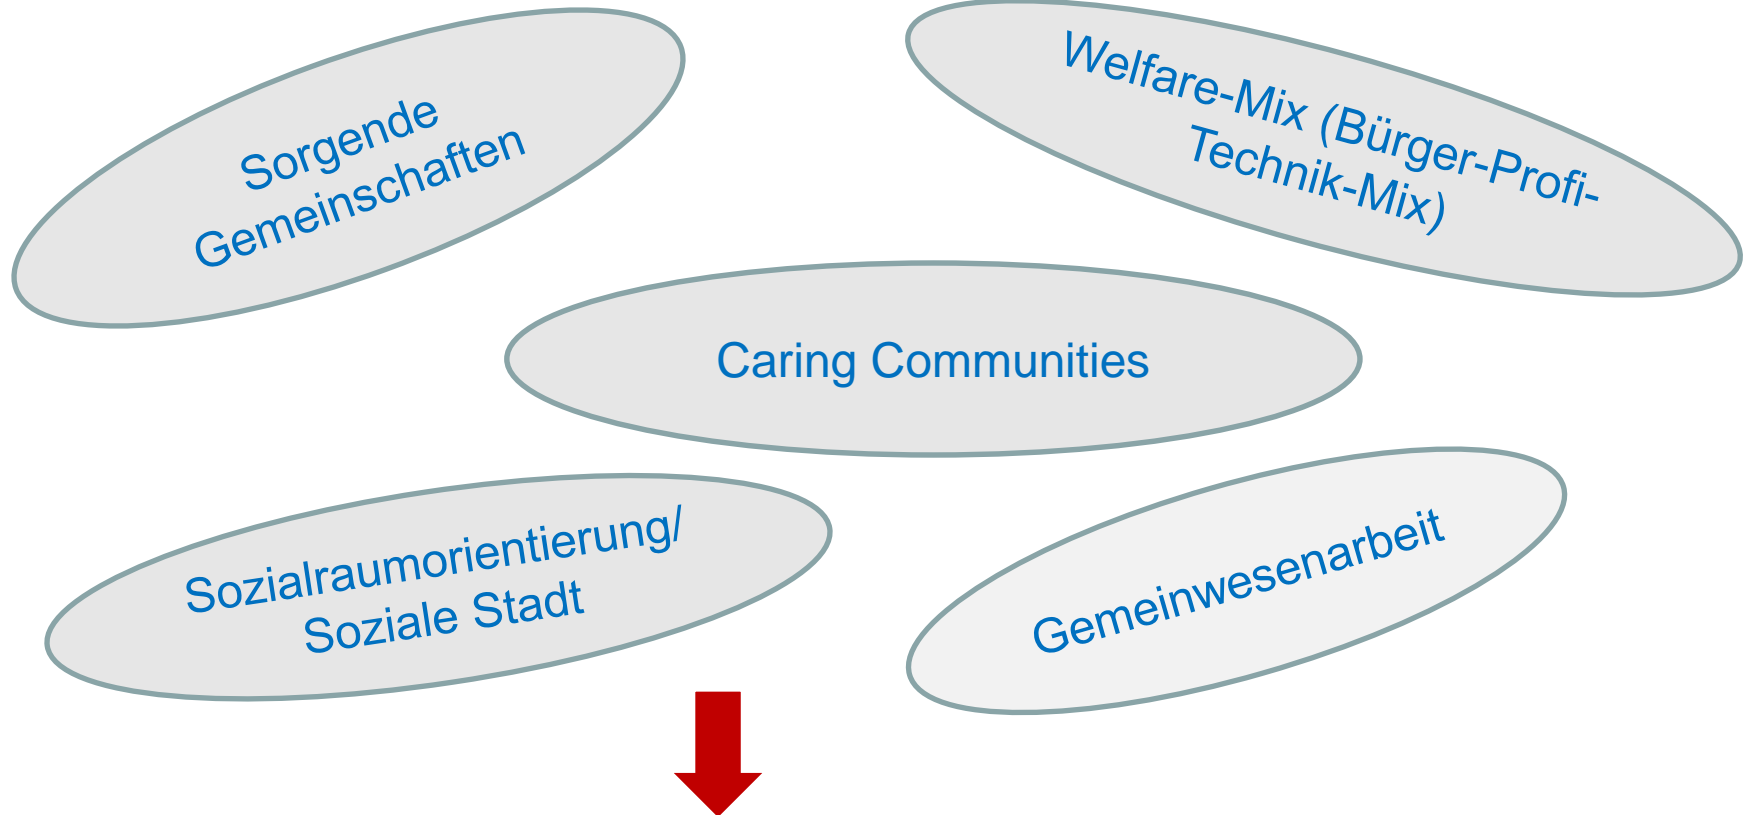 Sorgende
Gemeinschaften
Welfare-Mix (Bürger-Profi-
Technik-Mix)
Caring Communities
Sozialraumorientierung/
Soziale Stadt
Gemeinwesenarbeit